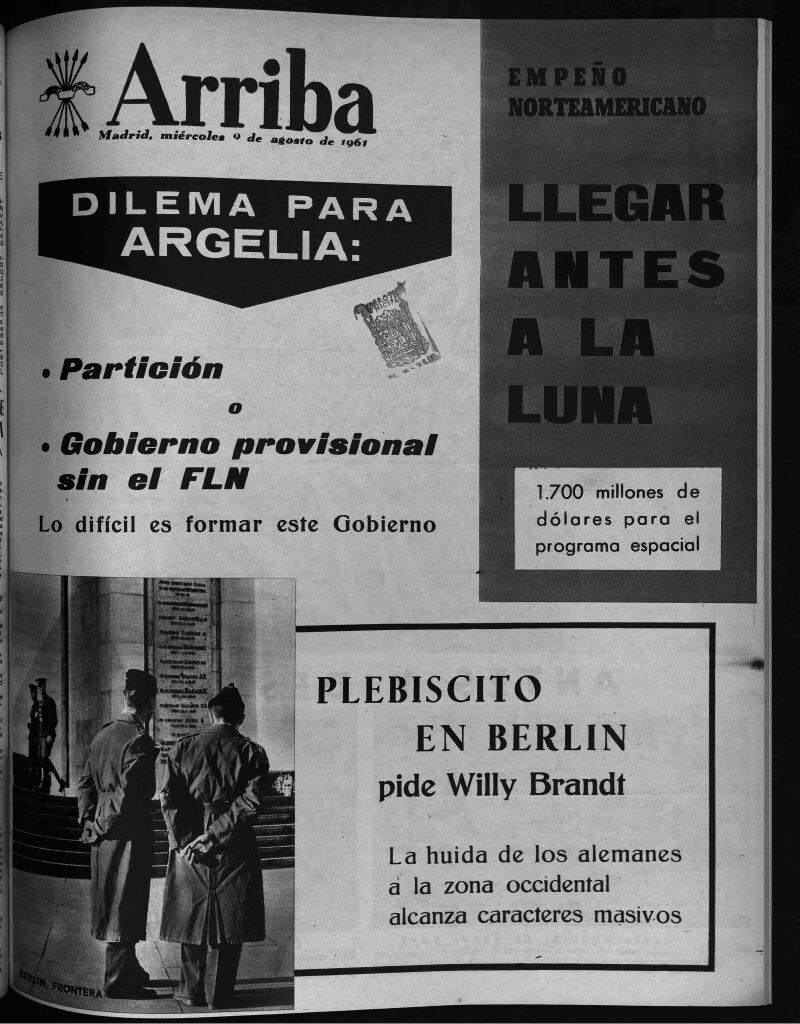 Arriba
Madrid, miércoles 9 de agosto de 1961
DILEMA PARA
ARGELIA:
• Partición
o
• Gobierno provisional
sin el FLN
Lo difícil es formar este Gobierno
EMPEÑO
NORTEAMERICANO
LLEGAR
ANTES
A LA
LUNA
1.700 millones de
dólares para el
programa espacial
BERLIN, FRONTERA
PLEBISCITO
EN BERLIN
pide Willy Brandt
La huida de los alemanes
a la zona occidental
alcanza caracteres masivos